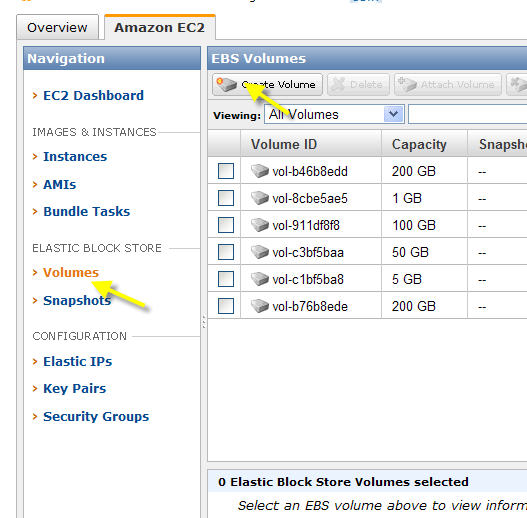 Overview
Amazon EC2
Navigation
EC2 Dashboard
IMAGES & INSTANCES
Instances
AMIs
Bundle Tasks
ELASTIC BLOCK STORE
Volumes
Snapshots
CONFIGURATION
Elastic IPs
Key Pairs
Security Groups
EBS Volumes
Create Volume Delete Attach Volume
Viewing: All Volumes
Volume ID Capacity Snapsh
vol-b46b8edd 200 GB --
vol-8cbe5ae5 1 GB --
vol-911df8f8 100 GB --
vol-c3bf5baa 50 GB --
vol-c1bf5ba8 5 GB --
vol-b76b8ede 200 GB --
0 Elastic Block Store Volumes selected
Select an EBS volume above to view inform